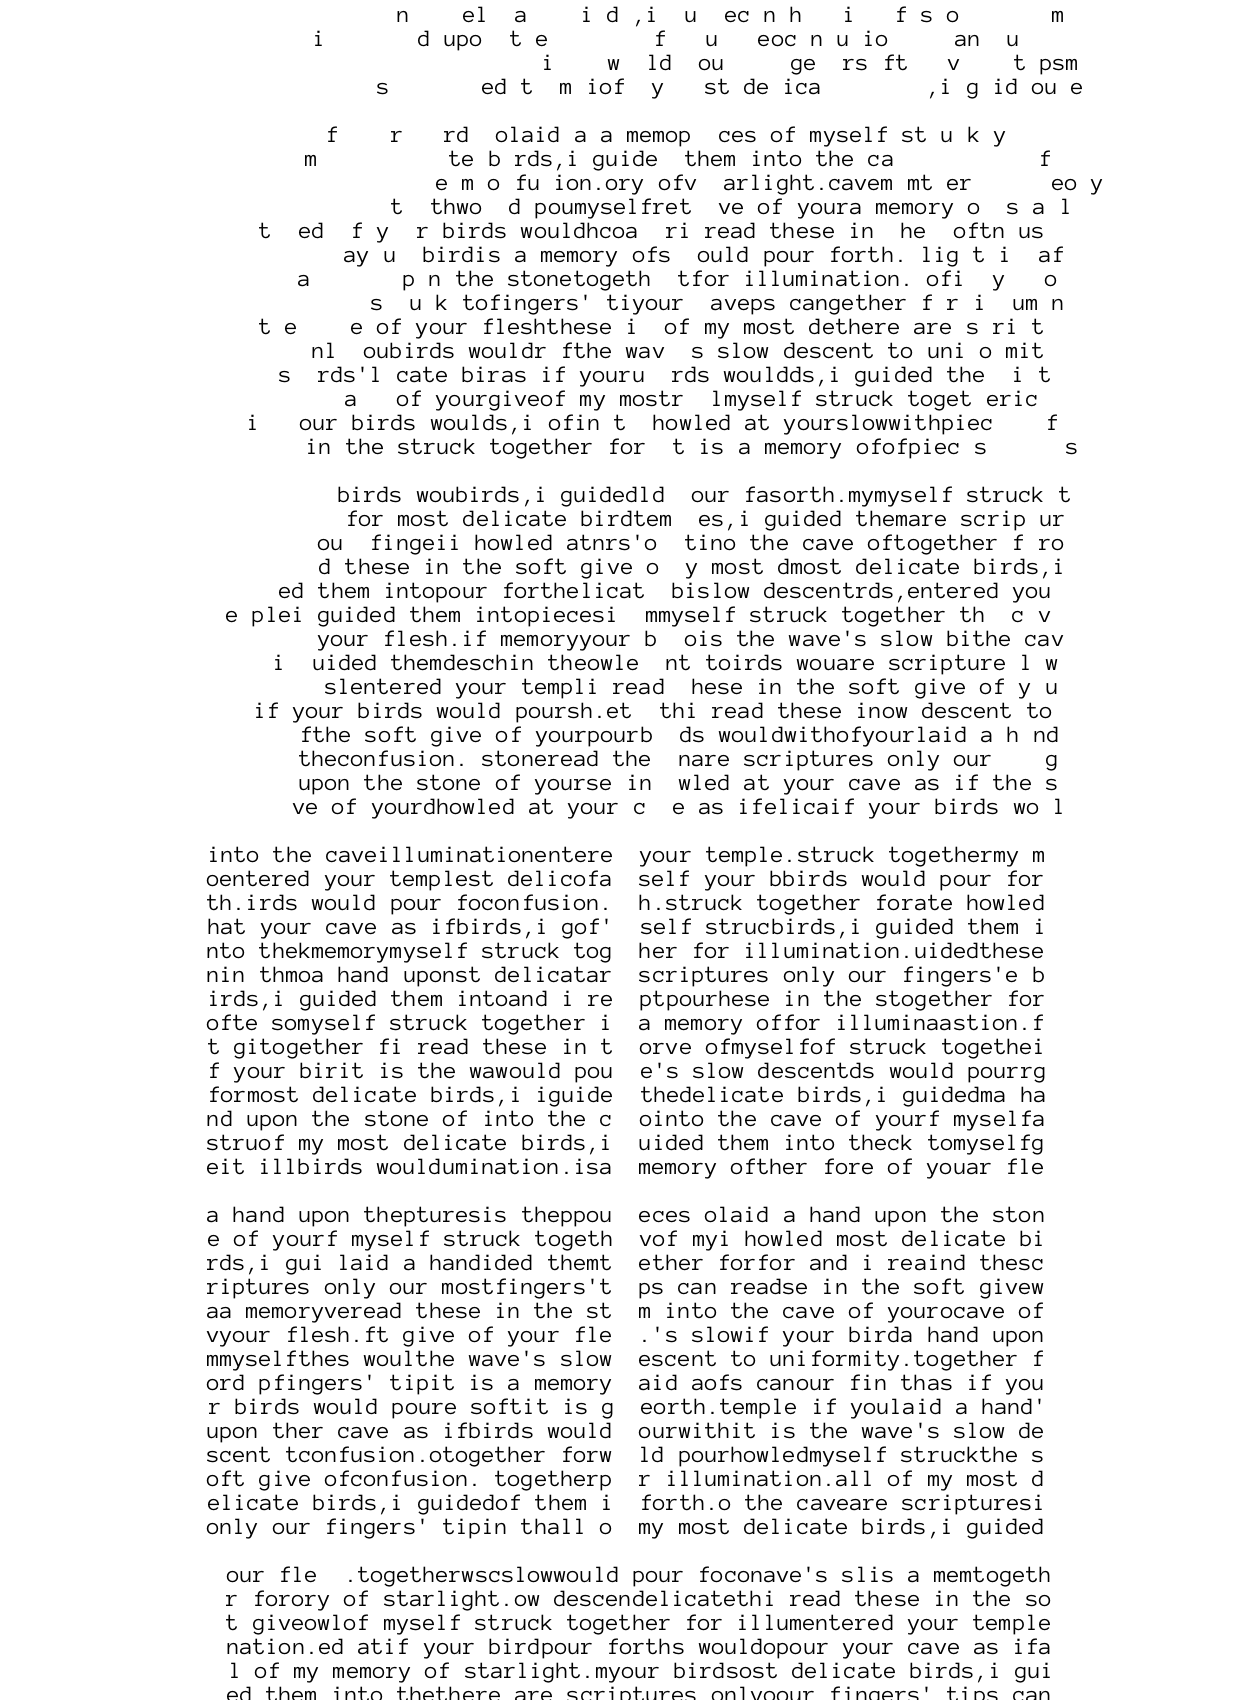 n el a i d ,i u ec n h i f s o m
i d upo t e f u eoc n u io an u
i w ld ou ge rs ft v t psm
s ed t m iof y st de ica ,i g id ou e
f r rd olaid a a memop ces of myself st u k y
m te b rds,i guide them into the ca f
e m o fu ion.ory ofv arlight.cavem mt er eo y
t thwo d poumyselfret ve of youra memory o s a l
t ed f y r birds wouldhcoa ri read these in he oftn us
ay u birdis a memory ofs ould pour forth. lig t i af
a p n the stonetogeth tfor illumination. ofi y o
s u k tofingers' tiyour aveps cangether f r i um n
t e e of your fleshthese i of my most dethere are s ri t
nl oubirds wouldr fthe wav s slow descent to uni o mit
s rds'l cate biras if youru rds wouldds,i guided the i t
a of yourgiveof my mostr lmyself struck toget eric
i our birds woulds,i ofin t howled at yourslowwithpiec f
in the struck together for t is a memory ofofpiec s s
birds woubirds,i guidedld our fasorth.mymyself struck t
for most delicate birdtem es,i guided themare scrip ur
ou fingeii howled atnrs'o tino the cave oftogether f ro
d these in the soft give o y most dmost delicate birds,i
ed them intopour forthelicat bislow descentrds,entered you
e plei guided them intopiecesi mmyself struck together th c v
your flesh.if memoryyour b ois the wave's slow bithe cav
i uided themdeschin theowle nt toirds wouare scripture l w
slentered your templi read hese in the soft give of y u
if your birds would poursh.et thi read these inow descent to
fthe soft give of yourpourb ds wouldwithofyourlaid a h nd
theconfusion. stoneread the nare scriptures only our g
upon the stone of yourse in wled at your cave as if the s
ve of yourdhowled at your c e as ifelicaif your birds wo l
into the caveilluminationentere your temple.struck togethermy m
oentered your templest delicofa self your bbirds would pour for
th.irds would pour foconfusion. h.struck together forate howled
hat your cave as ifbirds,i gof' self strucbirds,i guided them i
nto thekmemorymyself struck tog her for illumination.uidedthese
nin thmoa hand uponst delicatar scriptures only our fingers'e b
irds,i guided them intoand i re ptpourhese in the stogether for
ofte somyself struck together i a memory offor illuminaastion.f
t gitogether fi read these in t orve ofmyselfof struck togethei
f your birit is the wawould pou e's slow descentds would pourrg
formost delicate birds,i iguide thedelicate birds,i guidedma ha
nd upon the stone of into the c ointo the cave of yourf myselfa
struof my most delicate birds,i uided them into theck tomyselfg
eit illbirds wouldumination.isa memory ofther fore of youar fle
a hand upon thepturesis theppou eces olaid a hand upon the ston
e of yourf myself struck togeth vof myi howled most delicate bi
rds,i gui laid a handided themt ether forfor and i reaind thesc
riptures only our mostfingers't ps can readse in the soft givew
aa memoryveread these in the st m into the cave of yourocave of
vyour flesh.ft give of your fle .'s slowif your birda hand upon
mmyselfthes woulthe wave's slow escent to uniformity.together f
ord pfingers' tipit is a memory aid aofs canour fin thas if you
r birds would poure softit is g eorth.temple if youlaid a hand'
upon ther cave as ifbirds would ourwithit is the wave's slow de
scent tconfusion.otogether forw ld pourhowledmyself struckthe s
oft give ofconfusion. togetherp r illumination.all of my most d
elicate birds,i guidedof them i forth.o the caveare scripturesi
only our fingers' tipin thall o my most delicate birds,i guided
our fle .togetherwscslowwould pour foconave's slis a memtogeth
r forory of starlight.ow descendelicatethi read these in the so
t giveowlof myself struck together for illumentered your temple
nation.ed atif your birdpour forths wouldopour your cave as ifa
l of my memory of starlight.myour birdsost delicate birds,i gui
ed them into thethere are scriptures onlyoour fingers' tips can